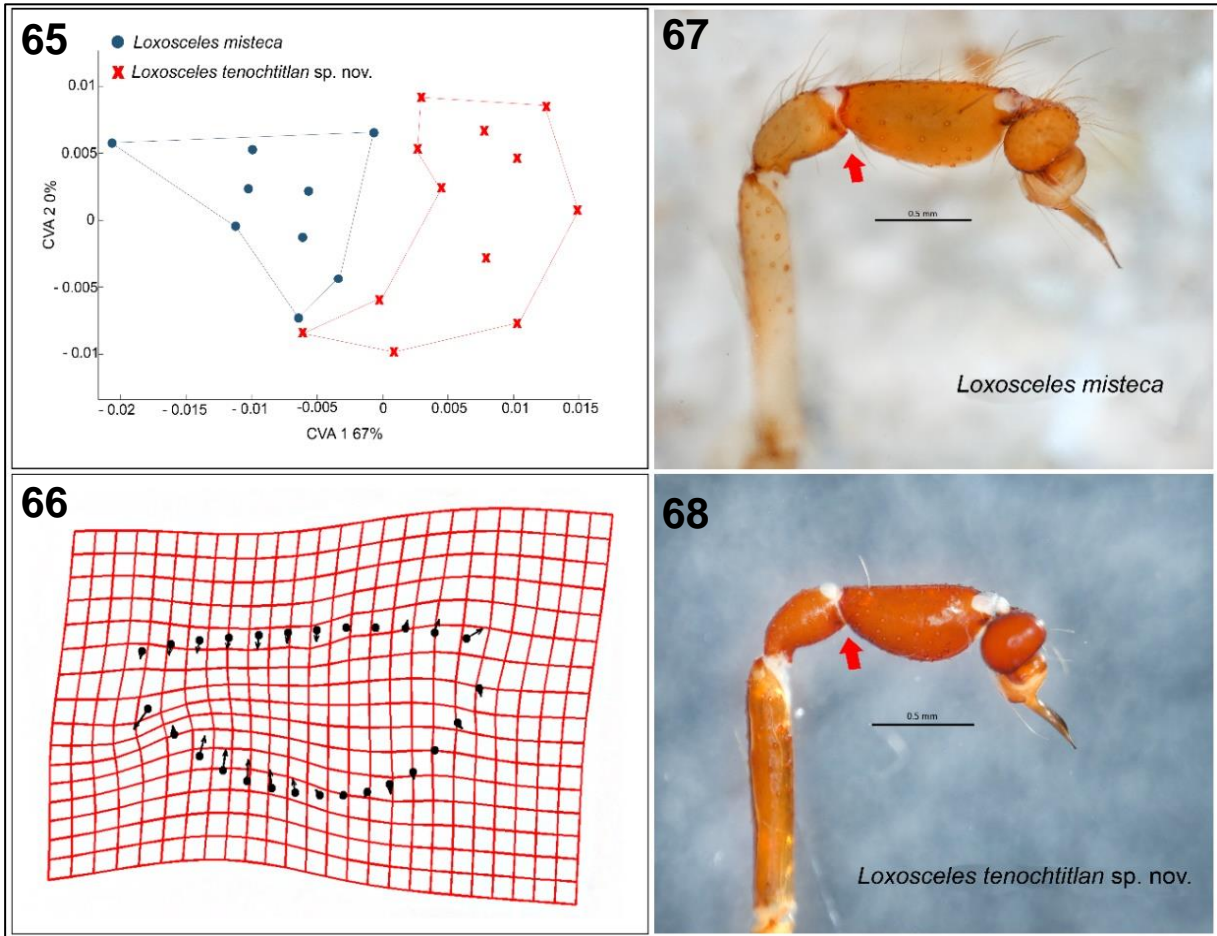 65
Loxosceles misteca
Loxosceles tenochtitlan sp. nov.
0.01
0.005
0
- 0.005
- 0.01
CVA 2 0%
- 0.02
- 0.015
- 0.01
-0.005
0
0.005
0.01
0.015
CVA 1 67%
66
67
0.5 mm
Loxosceles misteca
68
0.5 mm
Loxosceles tenochtitlan sp. nov.